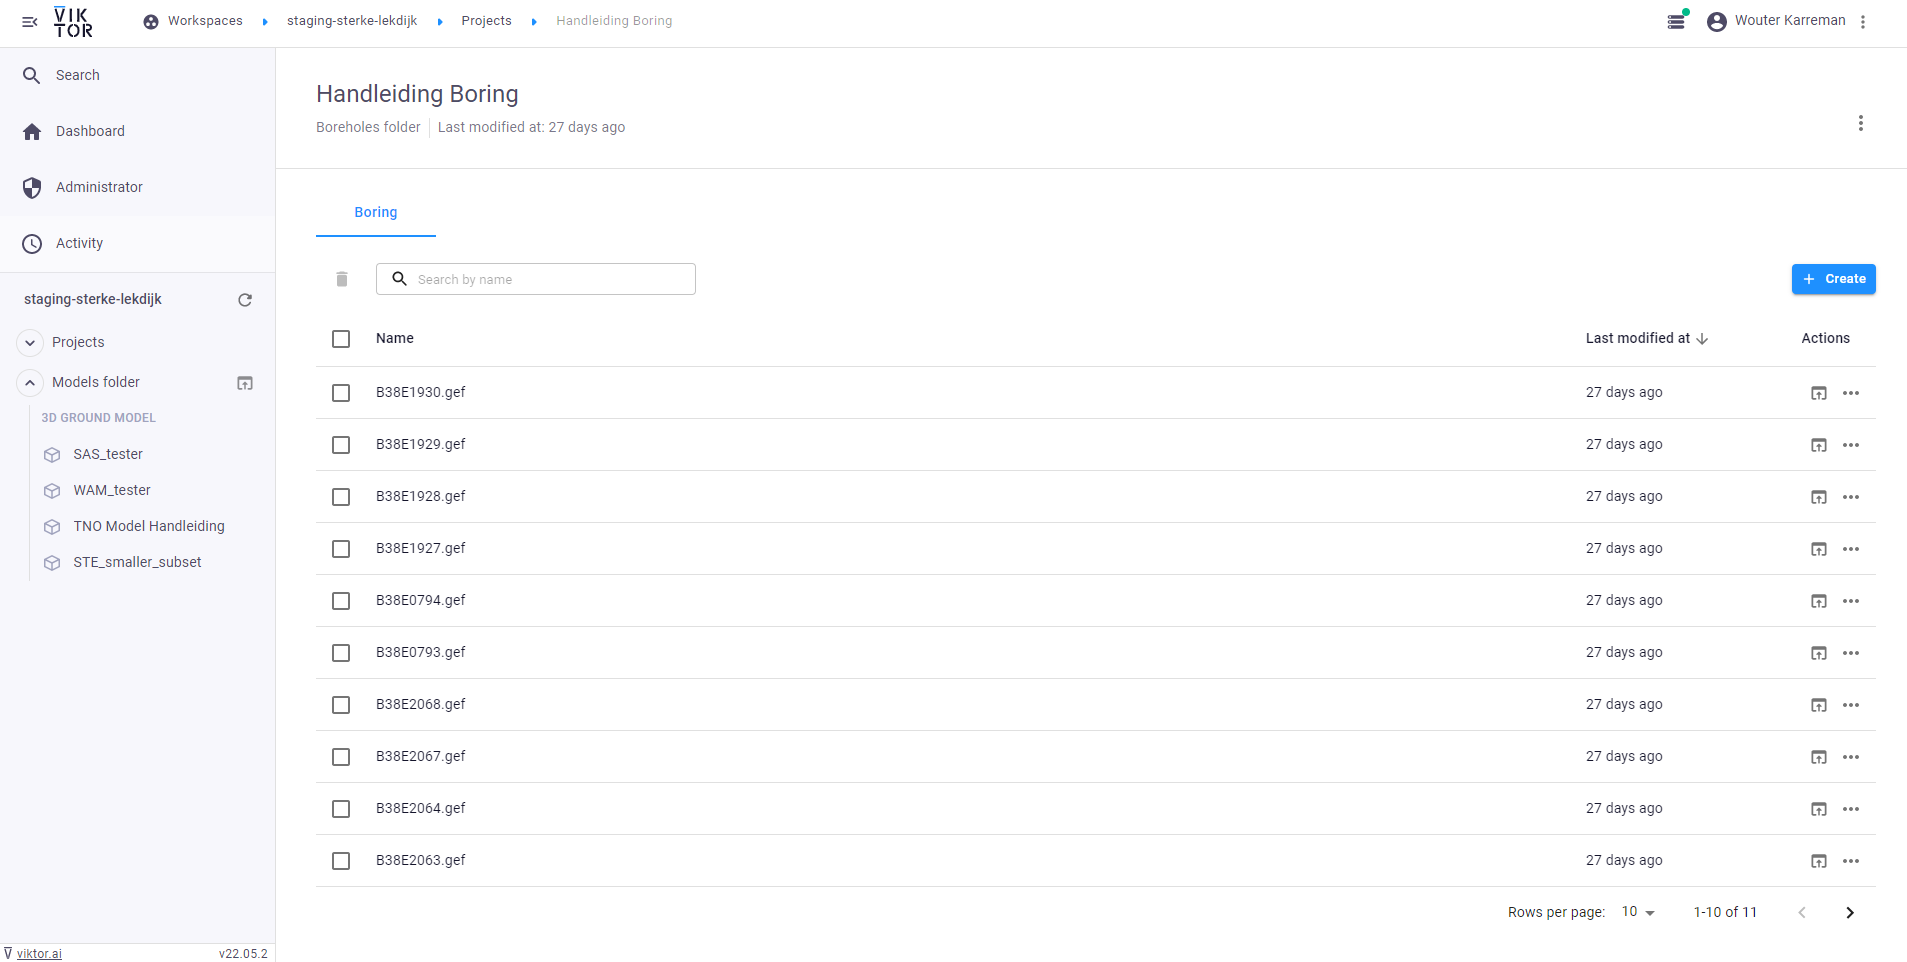 VIKTOR
Workspaces staging-sterke-lekdijk Projects Handleiding Boring
Wouter Karreman
Search
Dashboard
Administrator
Activity
staging-sterke-lekdijk
Projects
Models folder
3D GROUND MODEL
SAS_tester
WAM_tester
TNO Model Handleiding
STE_smaller_subset
viktor.ai v22.05.2
Handleiding Boring
Boreholes folder Last modified at: 27 days ago
Boring
Search by name
+ Create
Name Last modified at Actions
B38E1930.gef 27 days ago
B38E1929.gef 27 days ago
B38E1928.gef 27 days ago
B38E1927.gef 27 days ago
B38E0794.gef 27 days ago
B38E0793.gef 27 days ago
B38E2068.gef 27 days ago
B38E2067.gef 27 days ago
B38E2064.gef 27 days ago
B38E2063.gef 27 days ago
Rows per page: 10 1-10 of 11